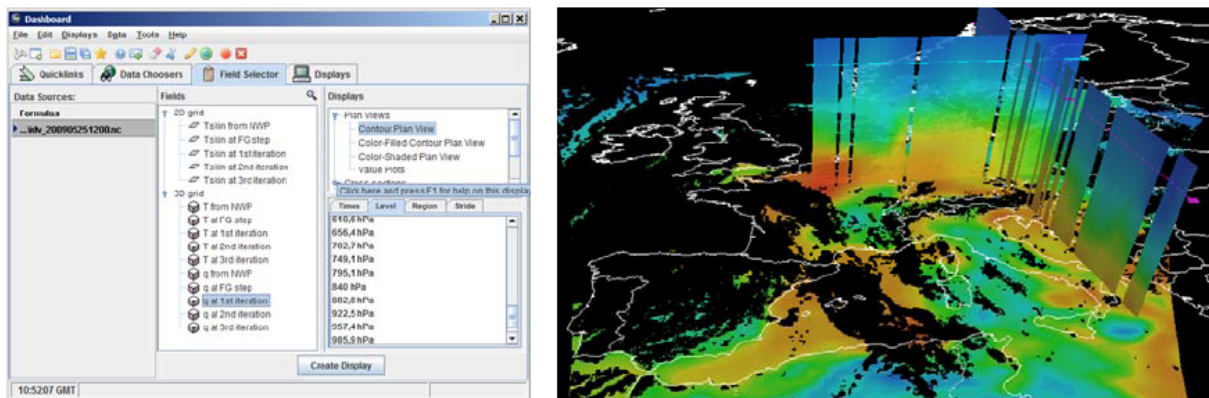 Dashboard
File Edit Displays Data Tools Help
Quicklinks Data Choosers Field Selector Displays
Data Sources:
Formulas
...\idv_200905251200.nc
Fields
2D grid
Tskin from NWP
Tskin at FG step
Tskin at 1st iteration
Tskin at 2nd iteration
Tskin at 3rd iteration
3D grid
T from NWP
T at FG step
T at 1st iteration
T at 2nd iteration
T at 3rd iteration
q from NWP
q at FG step
q at 1st iteration
q at 2nd iteration
q at 3rd iteration
Displays
Plan Views
Contour Plan View
Color-Filled Contour Plan View
Color-Shaded Plan View
Value Plots
Cross sections
Click here and press F1 for help on this display
Times Level Region Stride
610,6 hPa
656,4 hPa
702,7 hPa
749,1 hPa
795,1 hPa
840 hPa
882,8 hPa
922,5 hPa
957,4 hPa
985,9 hPa
Create Display
10:52:07 GMT